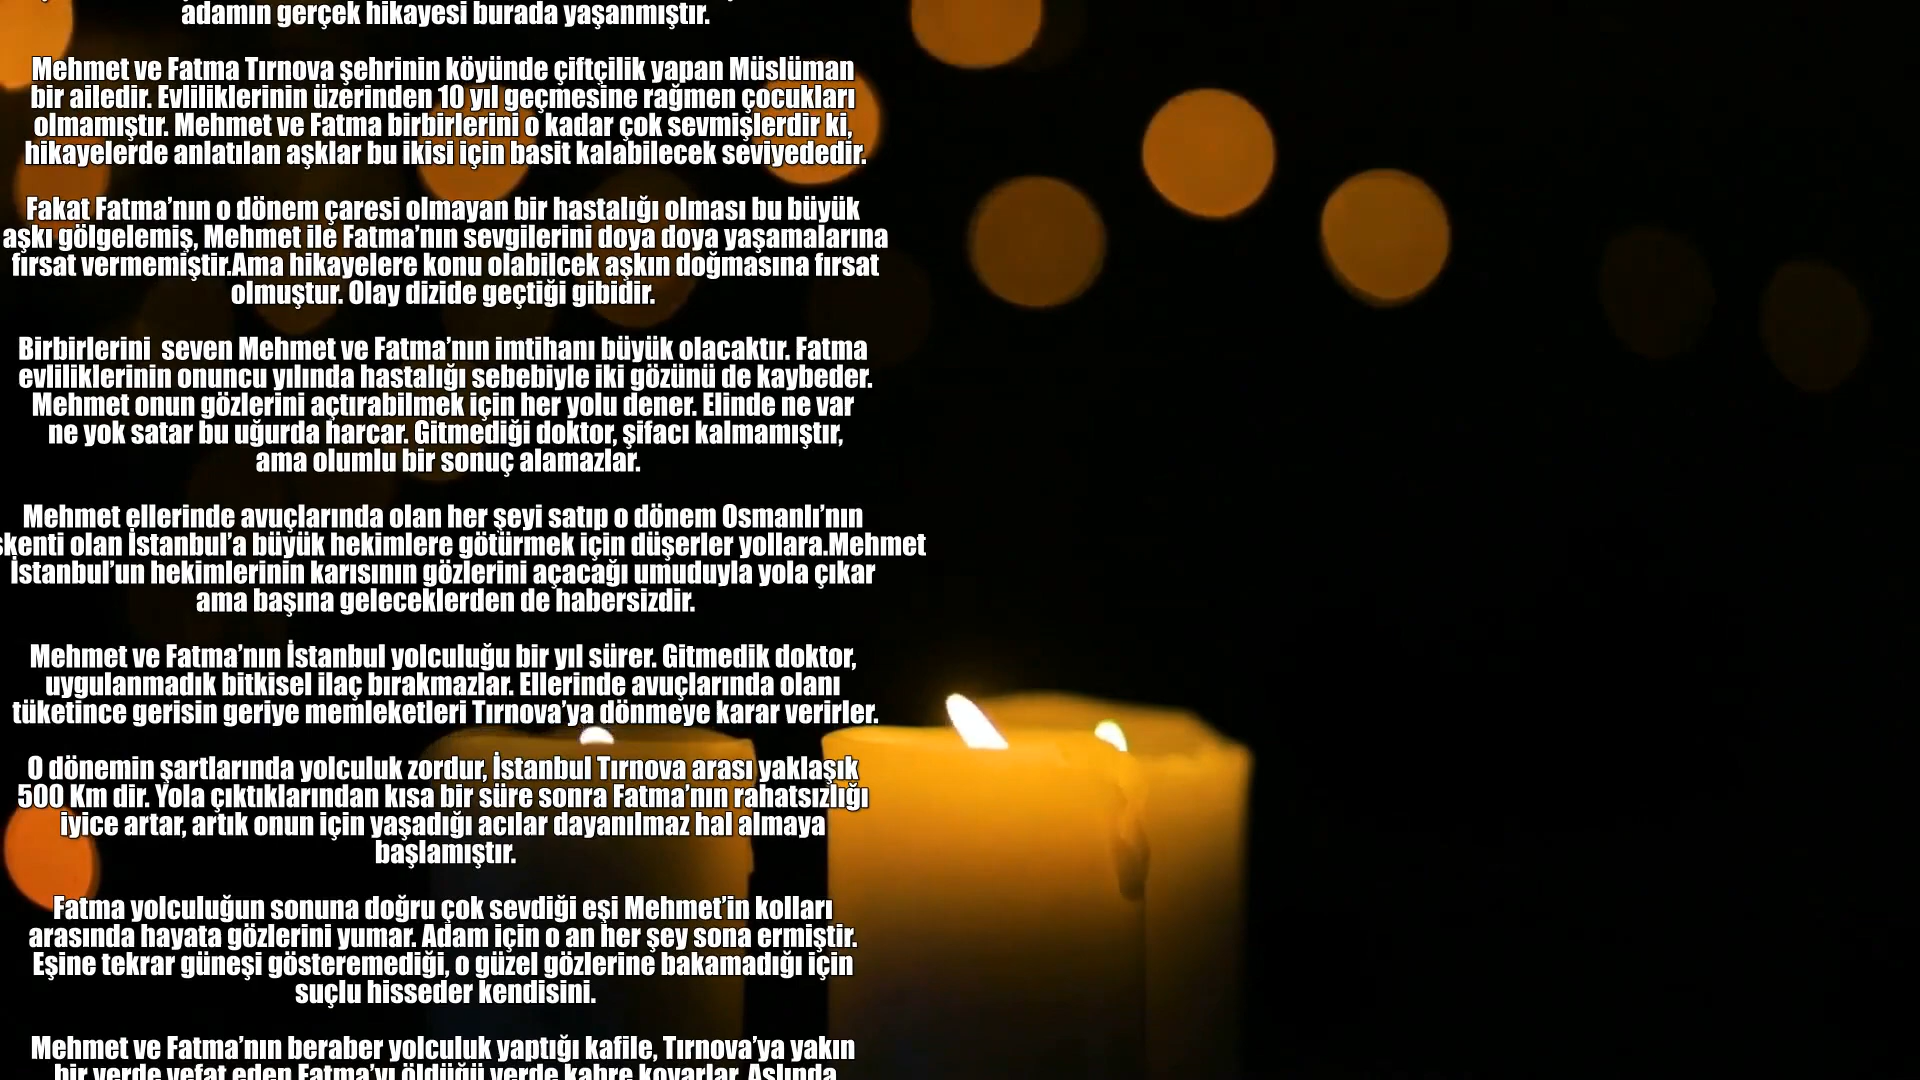 adamın gerçek hikayesi burada yaşanmıştır.
Mehmet ve Fatma Tırnova şehrinin köyünde çiftçilik yapan Müslüman
bir ailedir. Evliliklerinin üzerinden 10 yıl geçmesine rağmen çocukları
olmamıştır. Mehmet ve Fatma birbirlerini o kadar çok sevmişlerdir ki,
hikayelerde anlatılan aşklar bu ikisi için basit kalabilecek seviyededir.
Fakat Fatma’nın o dönem çaresi olmayan bir hastalığı olması bu büyük
aşkı gölgelemiş, Mehmet ile Fatma’nın sevgilerini doya doya yaşamalarına
fırsat vermemiştir.Ama hikayelere konu olabilcek aşkın doğmasına fırsat
olmuştur. Olay dizide geçtiği gibidir.
Birbirlerini  seven Mehmet ve Fatma’nın imtihanı büyük olacaktır. Fatma
evliliklerinin onuncu yılında hastalığı sebebiyle iki gözünü de kaybeder.
Mehmet onun gözlerini açtırabilmek için her yolu dener. Elinde ne var
ne yok satar bu uğurda harcar. Gitmediği doktor, şifacı kalmamıştır,
ama olumlu bir sonuç alamazlar.
Mehmet ellerinde avuçlarında olan her şeyi satıp o dönem Osmanlı’nın
şkenti olan İstanbul’a büyük hekimlere götürmek için düşerler yollara.Mehmet
İstanbul’un hekimlerinin karısının gözlerini açacağı umuduyla yola çıkar
ama başına geleceklerden de habersizdir.
Mehmet ve Fatma’nın İstanbul yolculuğu bir yıl sürer. Gitmedik doktor,
uygulanmadık bitkisel ilaç bırakmazlar. Ellerinde avuçlarında olanı
tüketince gerisin geriye memleketleri Tırnova’ya dönmeye karar verirler.
O dönemin şartlarında yolculuk zordur, İstanbul Tırnova arası yaklaşık
500 Km dir. Yola çıktıklarından kısa bir süre sonra Fatma’nın rahatsızlığı
iyice artar, artık onun için yaşadığı acılar dayanılmaz hal almaya
başlamıştır.
Fatma yolculuğun sonuna doğru çok sevdiği eşi Mehmet’in kolları
arasında hayata gözlerini yumar. Adam için o an her şey sona ermiştir.
Eşine tekrar güneşi gösteremediği, o güzel gözlerine bakamadığı için
suçlu hisseder kendisini.
Mehmet ve Fatma’nın beraber yolculuk yaptığı kafile, Tırnova’ya yakın
bir yerde vefat eden Fatma’yı öldüğü yerde kabre koyarlar. Aslında